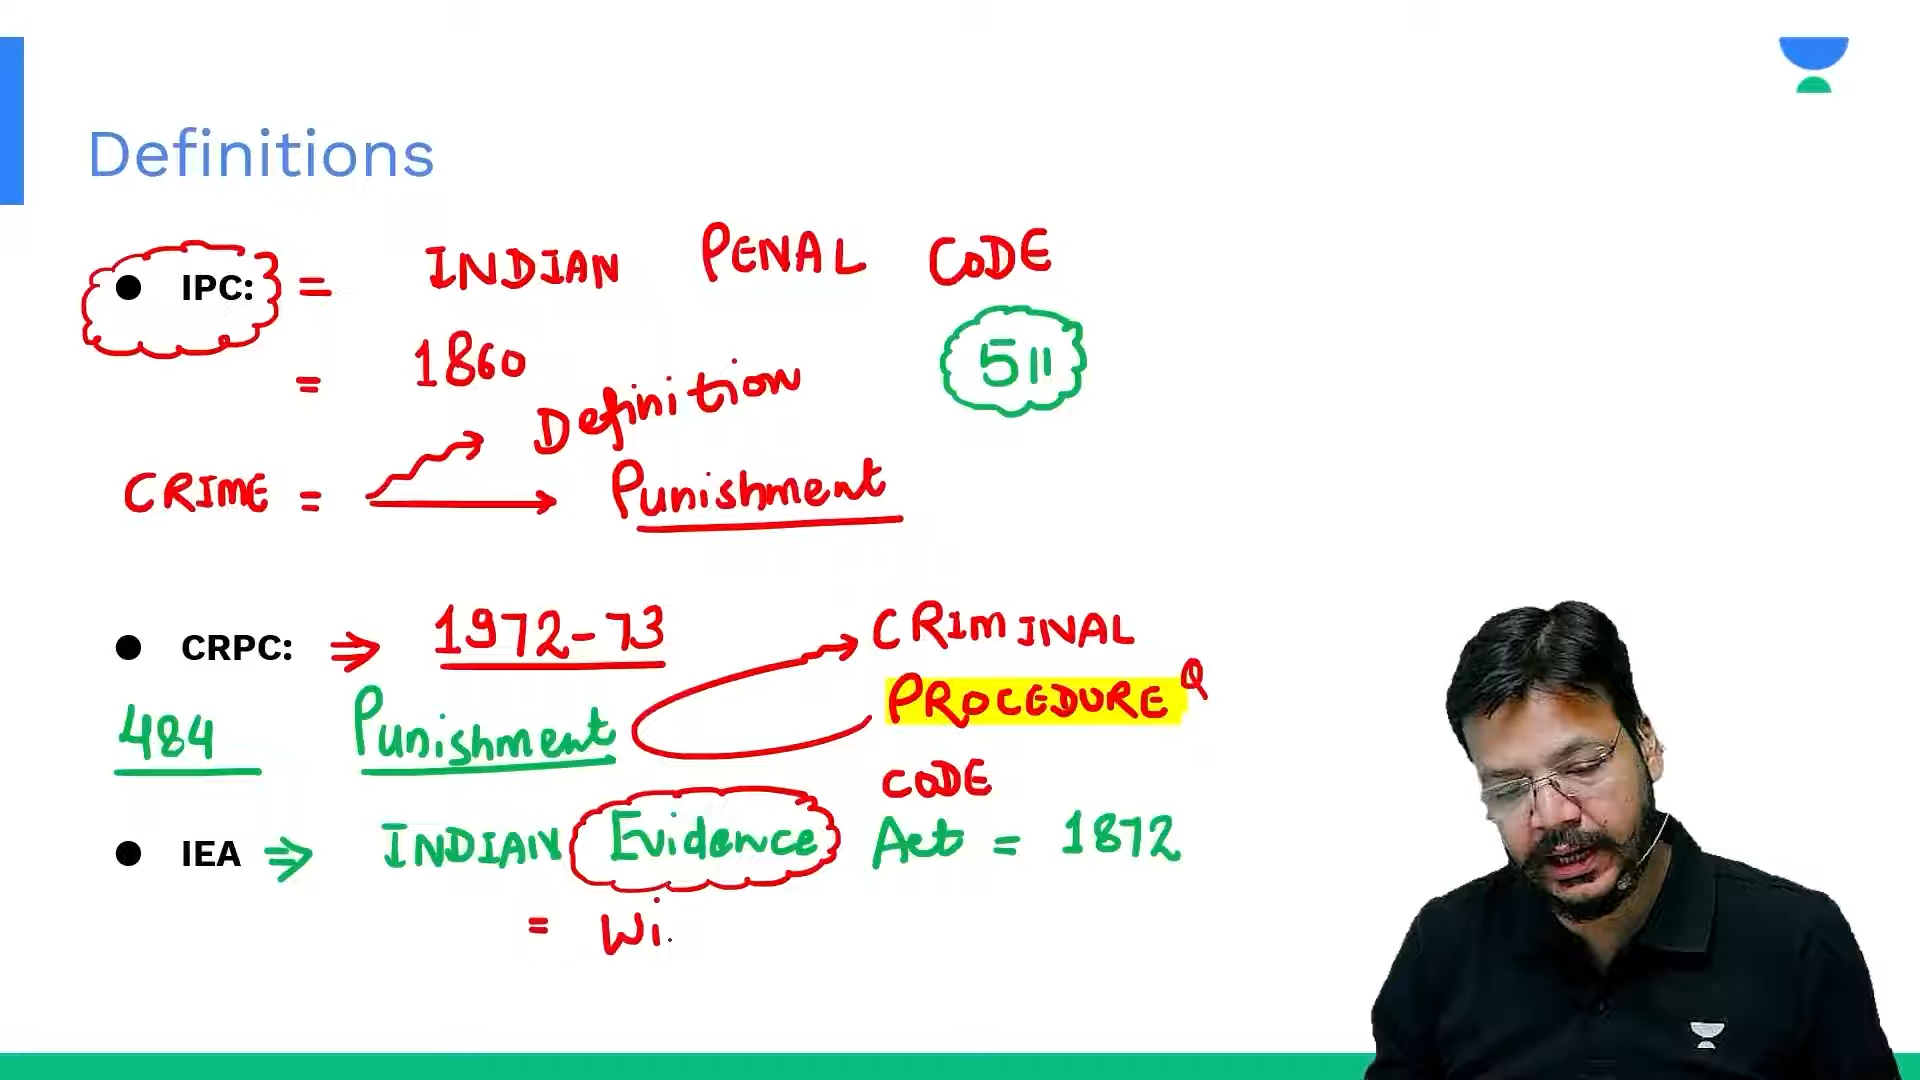 Definitions
● IPC: = INDIAN PENAL CODE
= 1860 511
Definition
CRIME = Punishment
● CRPC: ⇒ 1972-73 CRIMINAL
484 Punishment PROCEDURE
CODE
● IEA ⇒ INDIAN Evidence Act = 1872
= Wi